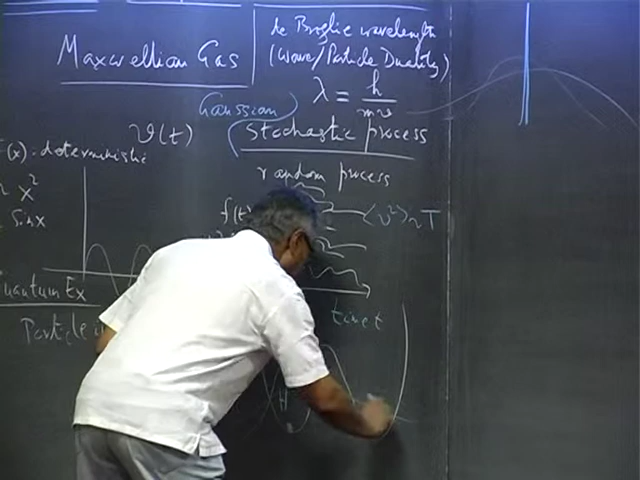 Maxwellian Gas
de Broglie wavelength
(Wave/Particle Duality)
λ = h / mv
Gaussian
ϑ(t)
Stochastic process
f(x): deterministic
random process
x²
Sin x
f(t)
⟨v²⟩ ~ T
Quantum Ex
Particle
time t